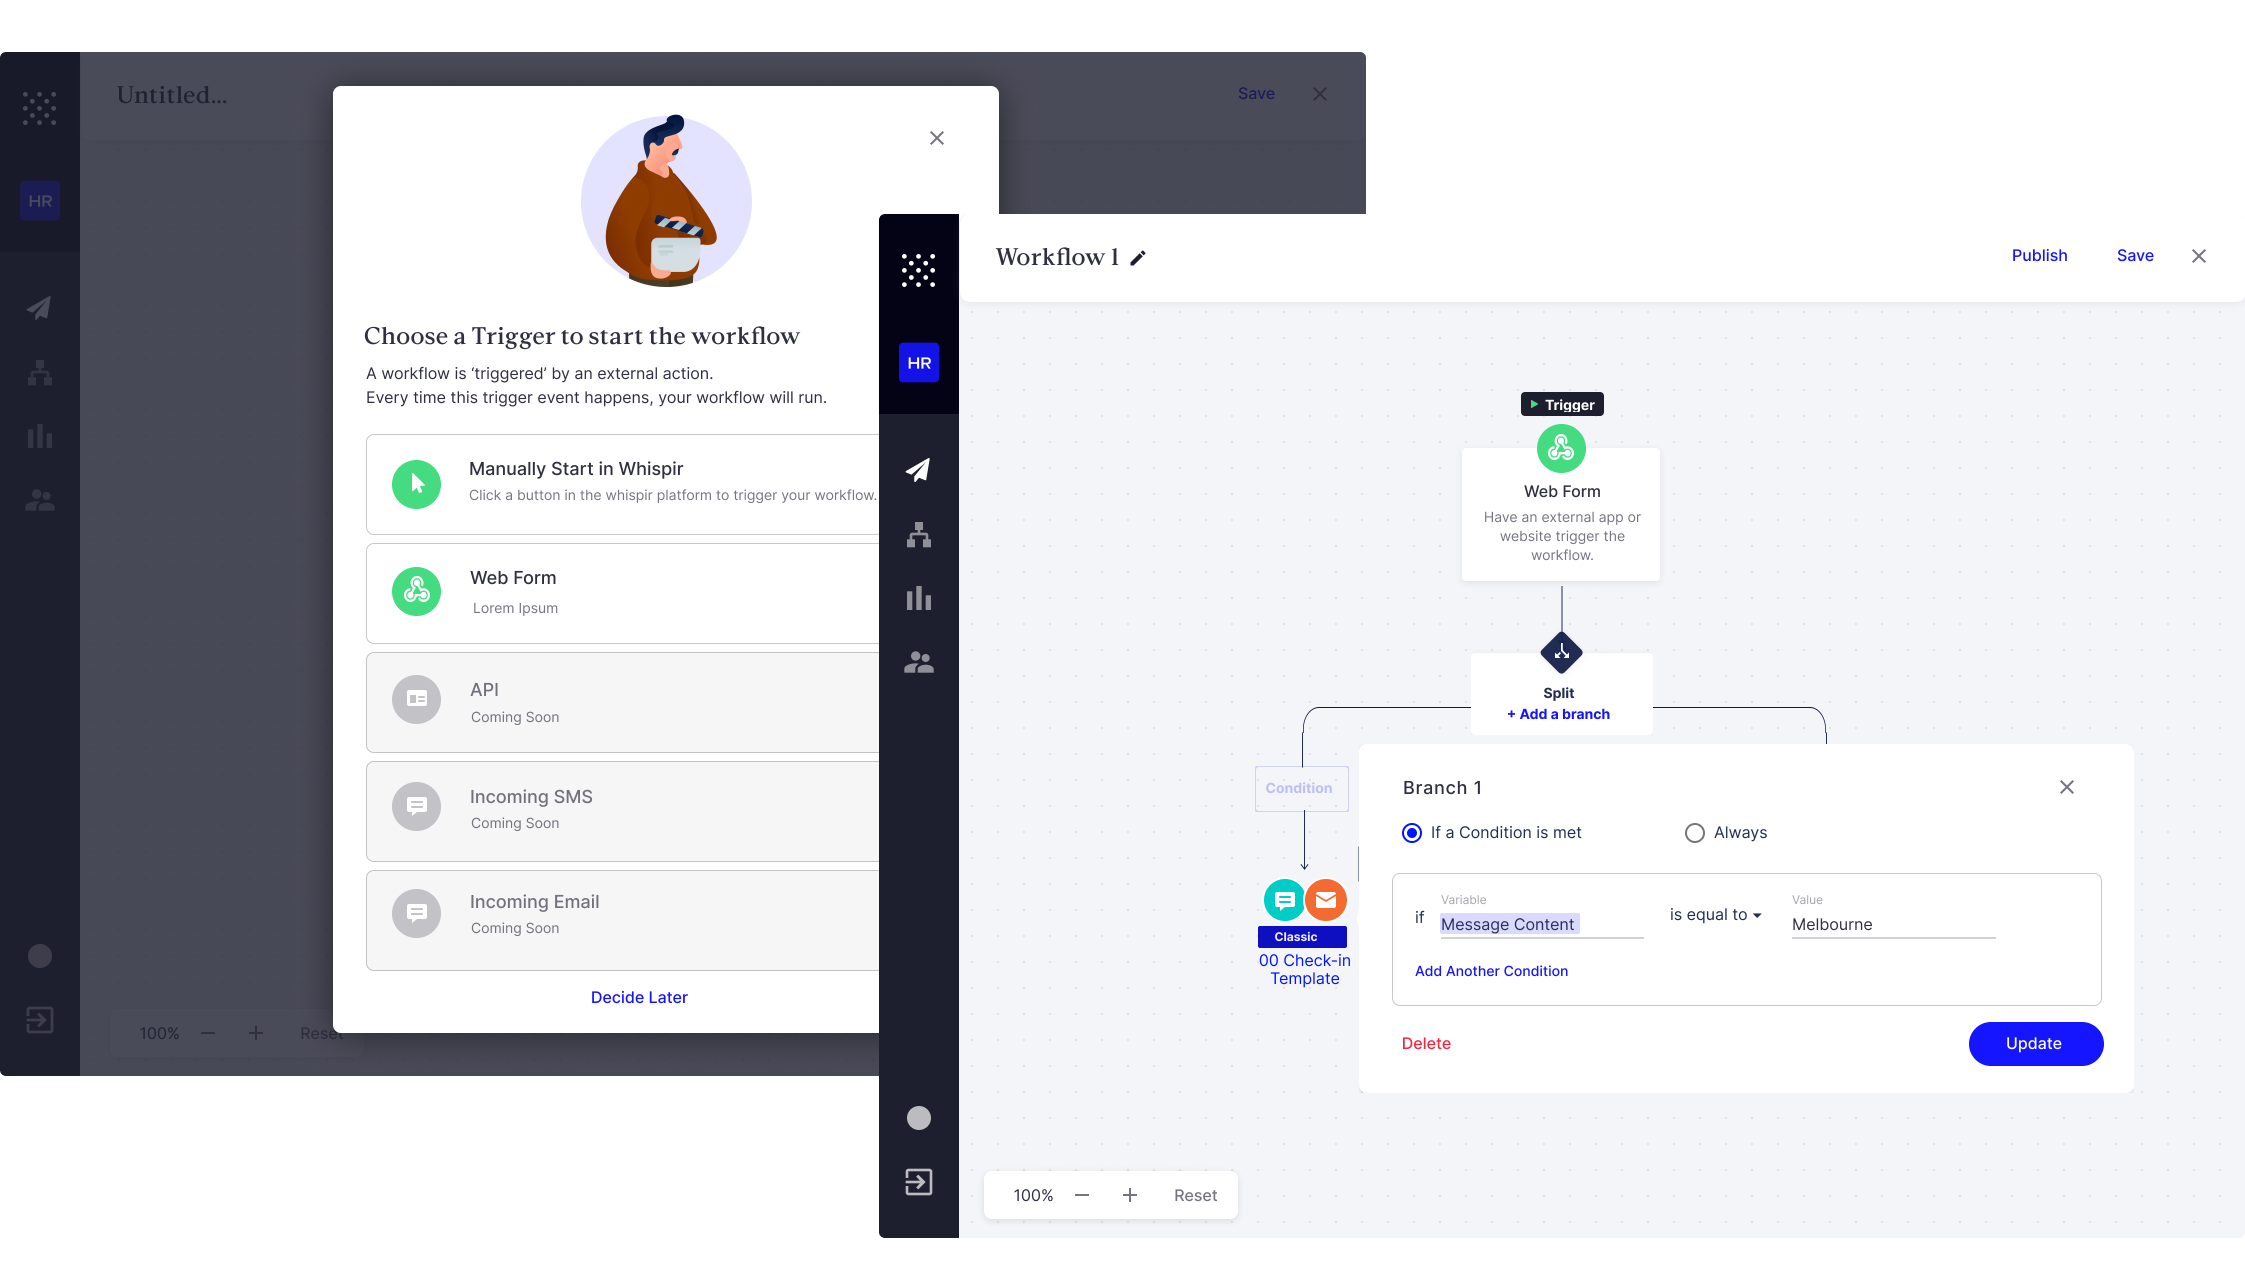 Untitled...
Save
HR
Choose a Trigger to start the workflow
A workflow is ‘triggered’ by an external action.
Every time this trigger event happens, your workflow will run.
Manually Start in Whispir
Click a button in the whispir platform to trigger your workflow.
Web Form
Lorem Ipsum
API
Coming Soon
Incoming SMS
Coming Soon
Incoming Email
Coming Soon
Decide Later
100%
Reset
Workflow 1
Publish
Save
HR
Trigger
Web Form
Have an external app or
website trigger the
workflow.
Split
+ Add a branch
Condition
Classic
00 Check-in
Template
Branch 1
If a Condition is met
Always
if
Variable
Message Content
is equal to
Value
Melbourne
Add Another Condition
Delete
Update
100%
Reset